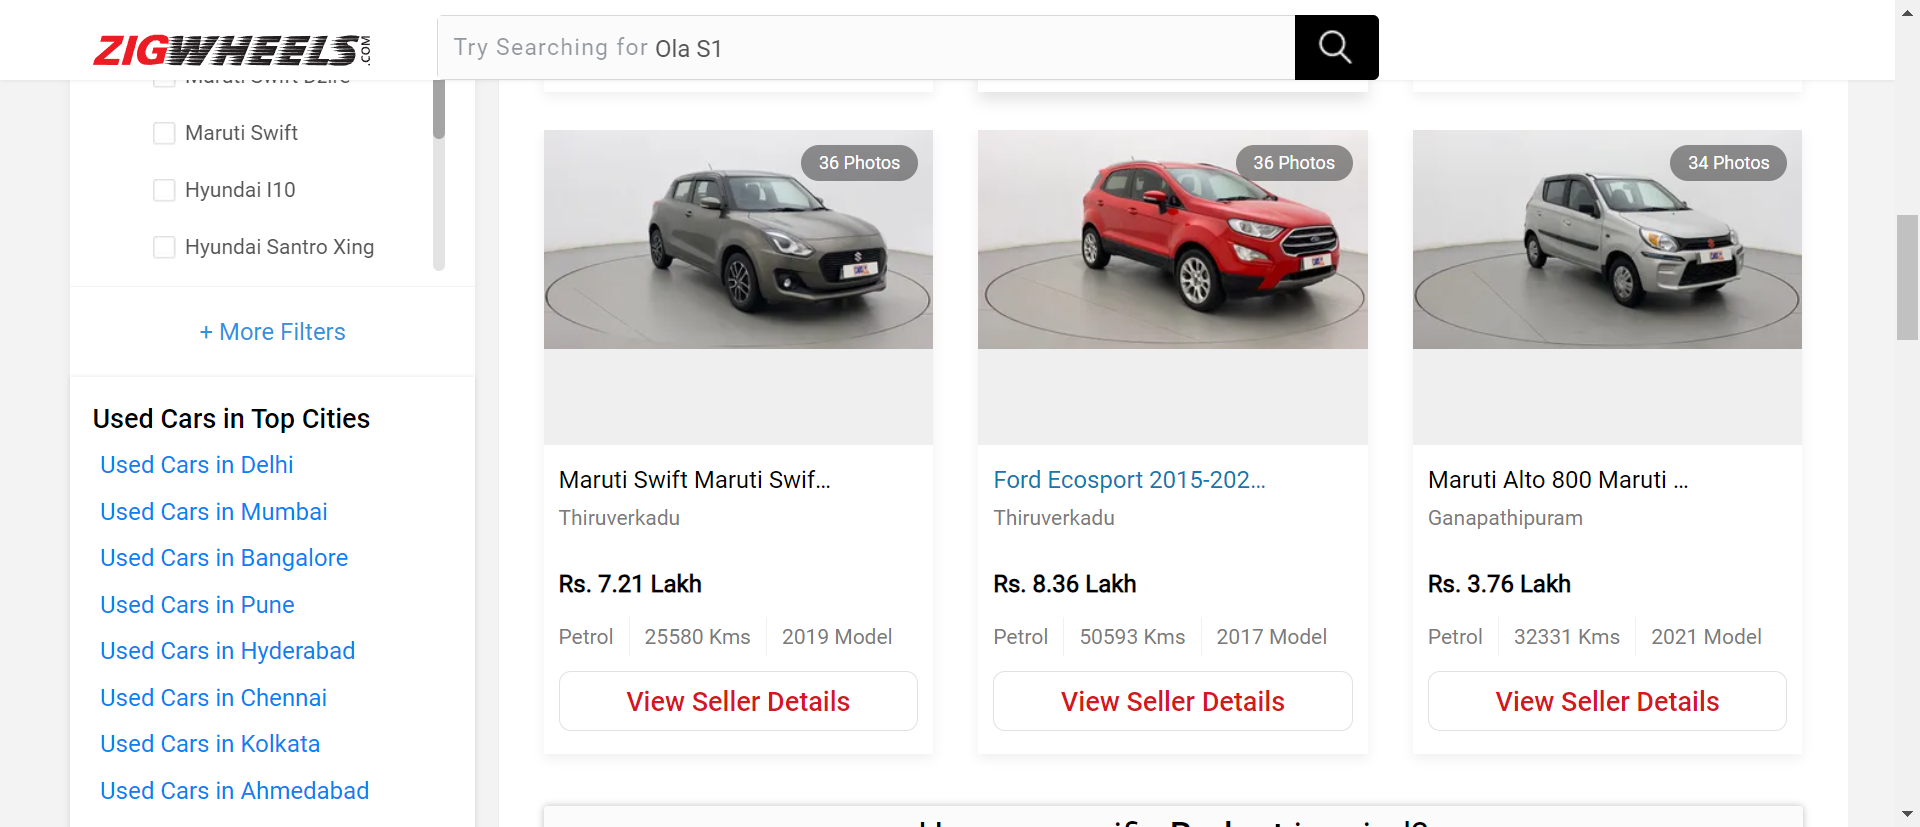 ZIGWHEELS.COM
Try Searching for Ola S1
Maruti Swift Dzire
Maruti Swift
Hyundai I10
Hyundai Santro Xing
+ More Filters
Used Cars in Top Cities
Used Cars in Delhi
Used Cars in Mumbai
Used Cars in Bangalore
Used Cars in Pune
Used Cars in Hyderabad
Used Cars in Chennai
Used Cars in Kolkata
Used Cars in Ahmedabad
36 Photos
Maruti Swift Maruti Swif...
Thiruverkadu
Rs. 7.21 Lakh
Petrol 25580 Kms 2019 Model
View Seller Details
36 Photos
Ford Ecosport 2015-202...
Thiruverkadu
Rs. 8.36 Lakh
Petrol 50593 Kms 2017 Model
View Seller Details
34 Photos
Maruti Alto 800 Maruti ...
Ganapathipuram
Rs. 3.76 Lakh
Petrol 32331 Kms 2021 Model
View Seller Details